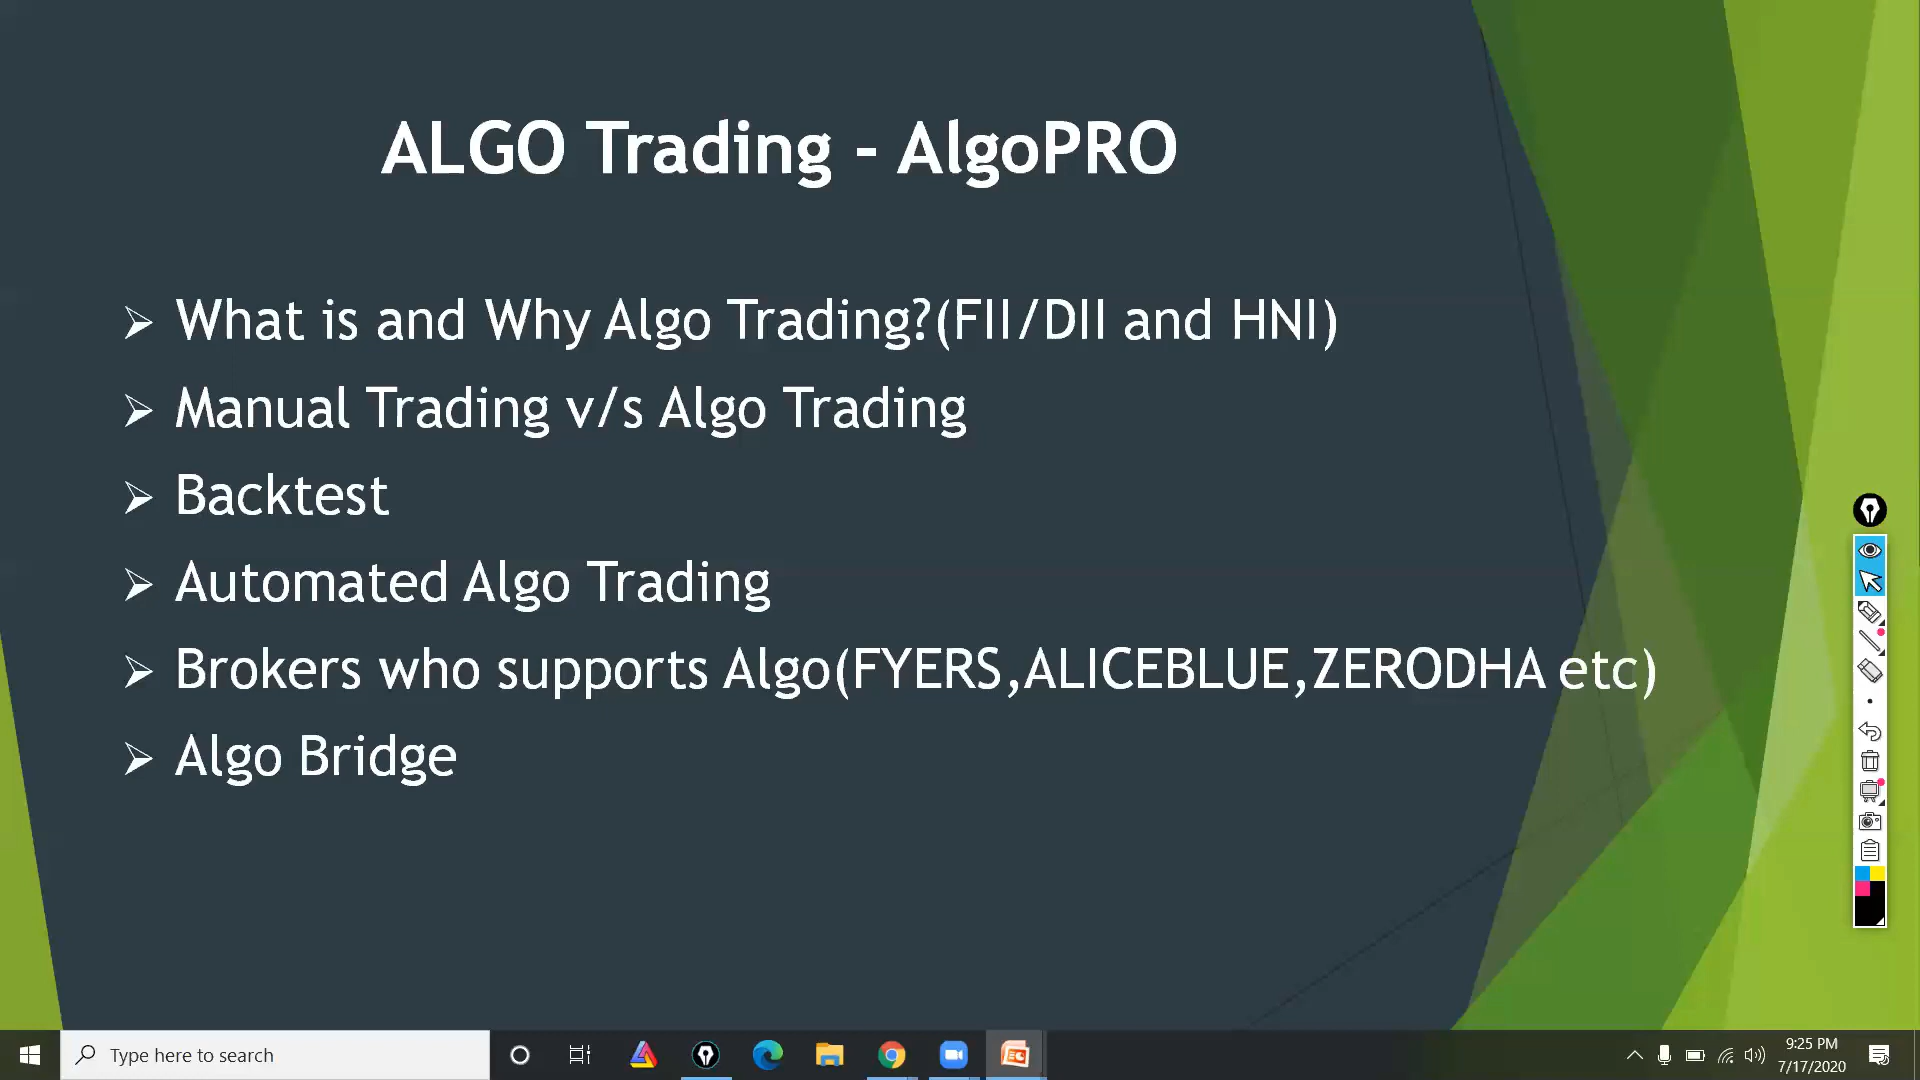 ALGO Trading - AlgoPRO
What is and Why Algo Trading?(FII/DII and HNI)
Manual Trading v/s Algo Trading
Backtest
Automated Algo Trading
Brokers who supports Algo(FYERS,ALICEBLUE,ZERODHA etc)
Algo Bridge
Type here to search
9:25 PM
7/17/2020